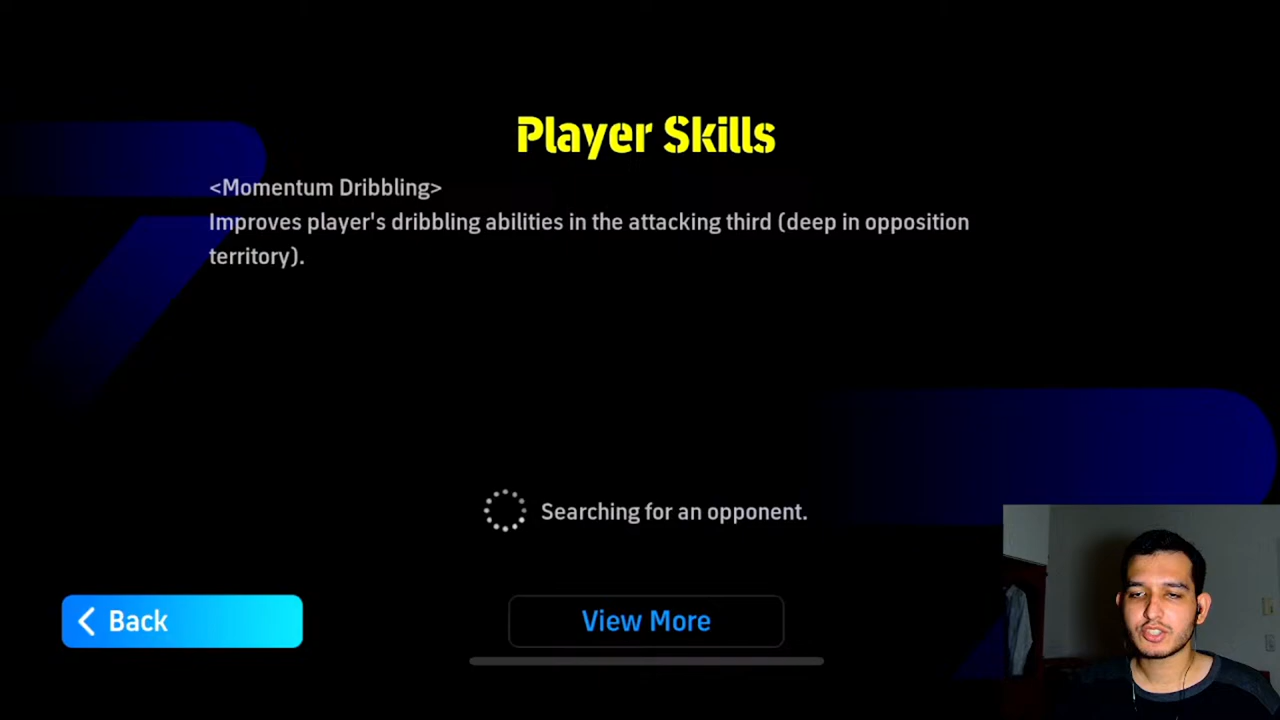 Player Skills
<Momentum Dribbling>
Improves player's dribbling abilities in the attacking third (deep in opposition
territory).
Searching for an opponent.
Back
View More